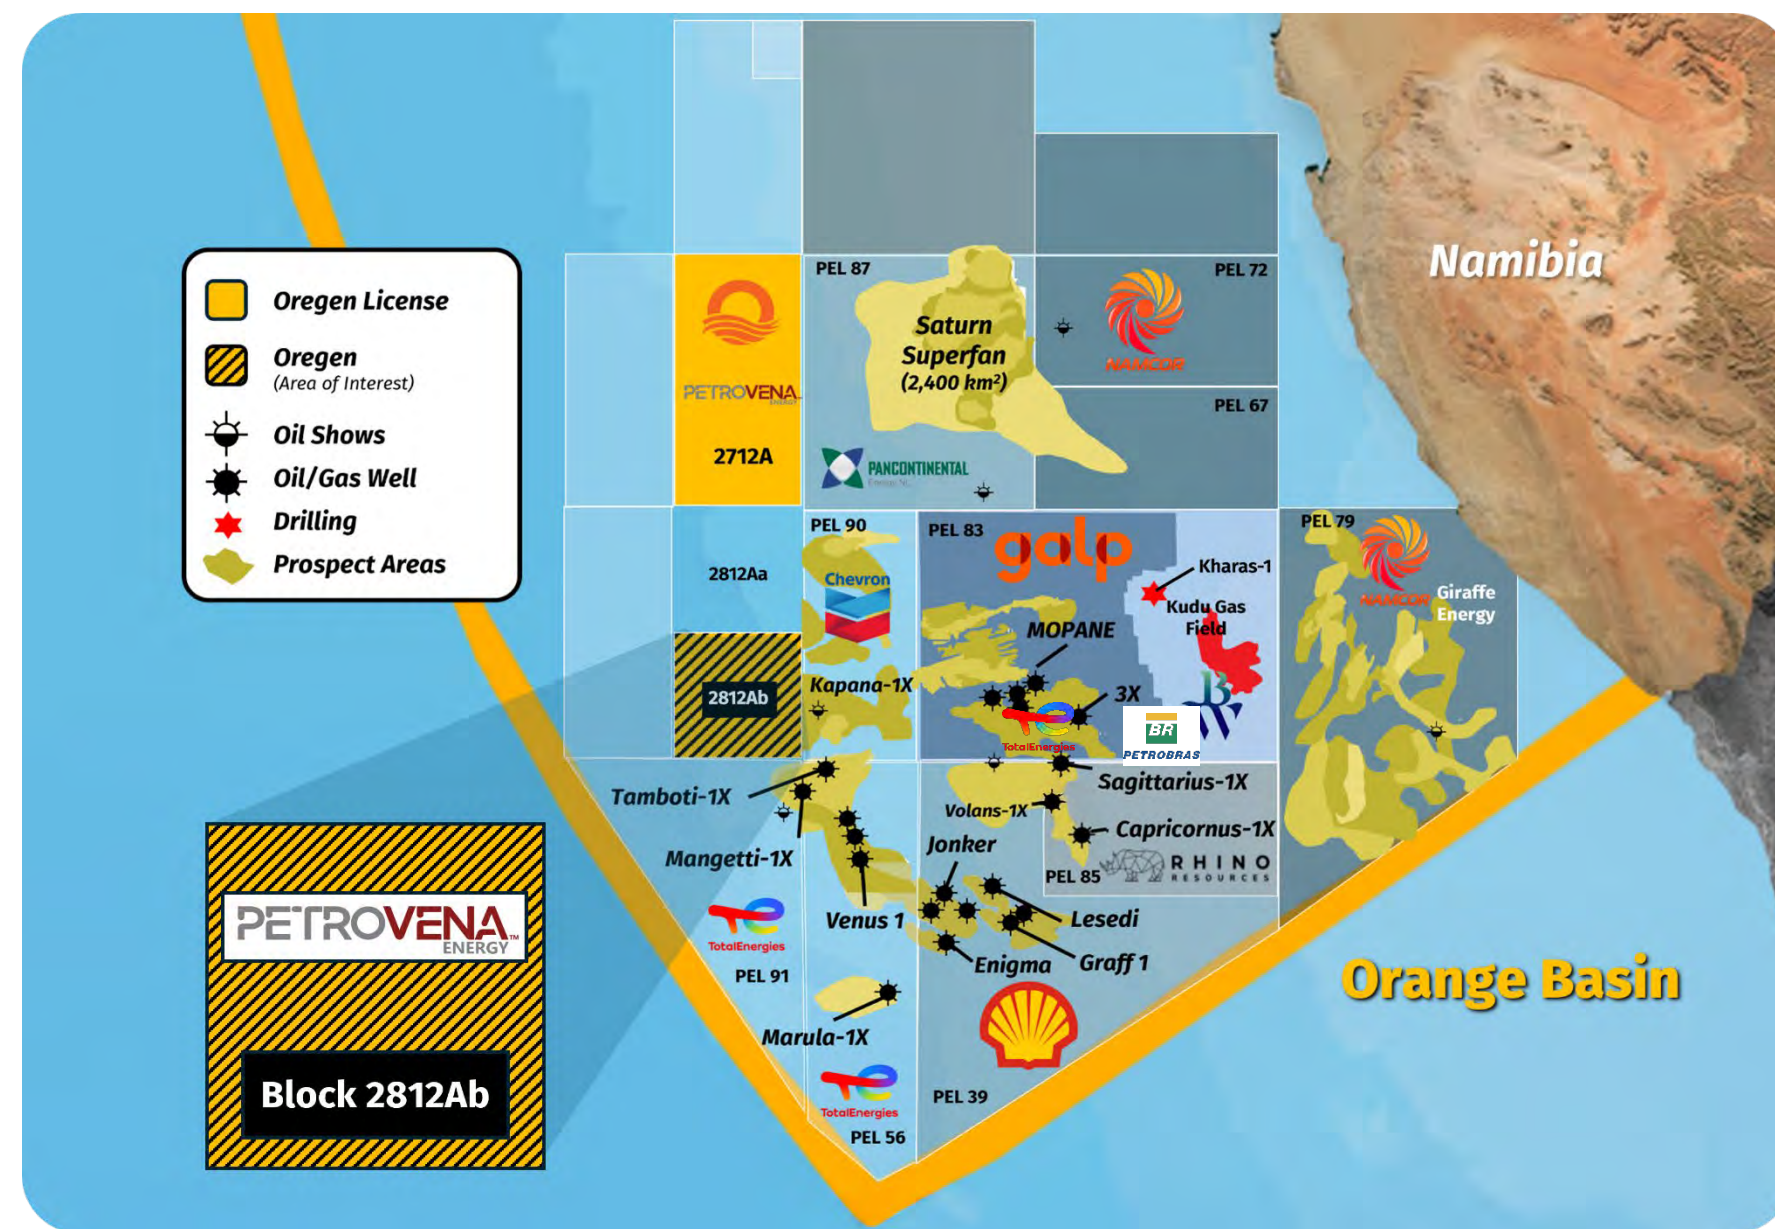 Namibia
Oregen License
Oregen
(Area of Interest)
Oil Shows
Oil/Gas Well
Drilling
Prospect Areas
PETROVENA
ENERGY
2712A
PEL 87
Saturn
Superfan
(2,400 km²)
PANCONTINENTAL
PEL 72
NAMCOR
PEL 67
2812Aa
2812Ab
PEL 90
Chevron
Kapana-1X
PEL 83
galp
MOPANE
3X
TotalEnergies
BR
PETROBRAS
Kharas-1
Kudu Gas
Field
BW
PEL 79
NAMCOR
Giraffe
Energy
Tamboti-1X
Mangetti-1X
Venus 1
TotalEnergies
PEL 91
Marula-1X
TotalEnergies
PEL 56
Sagittarius-1X
Volans-1X
Capricornus-1X
RHINO
RESOURCES
PEL 85
Jonker
Lesedi
Graff 1
Enigma
PEL 39
Orange Basin
PETROVENA™
ENERGY
Block 2812Ab